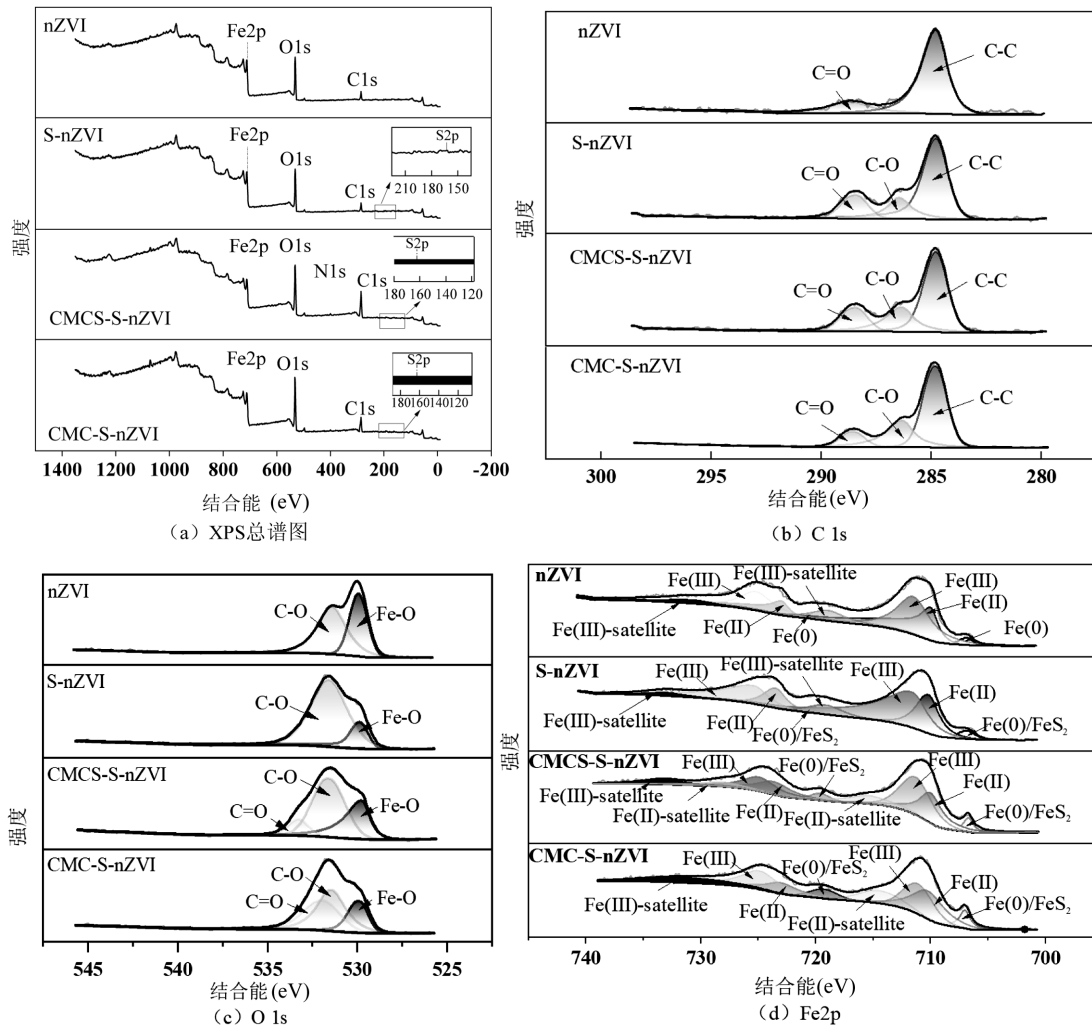 nZVI
Fe2p
O1s
C1s
S-nZVI
Fe2p
O1s
C1s
S2p
210 180 150
CMCS-S-nZVI
Fe2p
O1s
N1s
C1s
S2p
180 160 140 120
CMC-S-nZVI
Fe2p
O1s
C1s
S2p
180 160 140 120
强度
1400 1200 1000 800 600 400 200 0 -200
结合能 (eV)
（a）XPS总谱图
nZVI
C=O
C-C
S-nZVI
C=O
C-O
C-C
CMCS-S-nZVI
C=O
C-O
C-C
CMC-S-nZVI
C=O
C-O
C-C
强度
300 295 290 285 280
结合能 (eV)
（b）C 1s
nZVI
C-O
Fe-O
S-nZVI
C-O
Fe-O
CMCS-S-nZVI
C=O
C-O
Fe-O
CMC-S-nZVI
C=O
C-O
Fe-O
强度
545 540 535 530 525
结合能(eV)
（c）O 1s
nZVI
Fe(III)
Fe(III)-satellite
Fe(III)
Fe(II)
Fe(III)-satellite
Fe(II)
Fe(0)
Fe(0)
S-nZVI
Fe(III)
Fe(III)-satellite
Fe(III)
Fe(II)
Fe(III)-satellite
Fe(II)
Fe(0)/FeS₂
Fe(0)/FeS₂
CMCS-S-nZVI
Fe(III)
Fe(0)/FeS₂
Fe(III)
Fe(II)
Fe(III)-satellite
Fe(II)-satellite
Fe(II)
Fe(II)-satellite
Fe(0)/FeS₂
CMC-S-nZVI
Fe(III)
Fe(0)/FeS₂
Fe(III)
Fe(II)
Fe(III)-satellite
Fe(II)
Fe(II)-satellite
Fe(0)/FeS₂
强度
740 730 720 710 700
结合能(eV)
（d）Fe2p